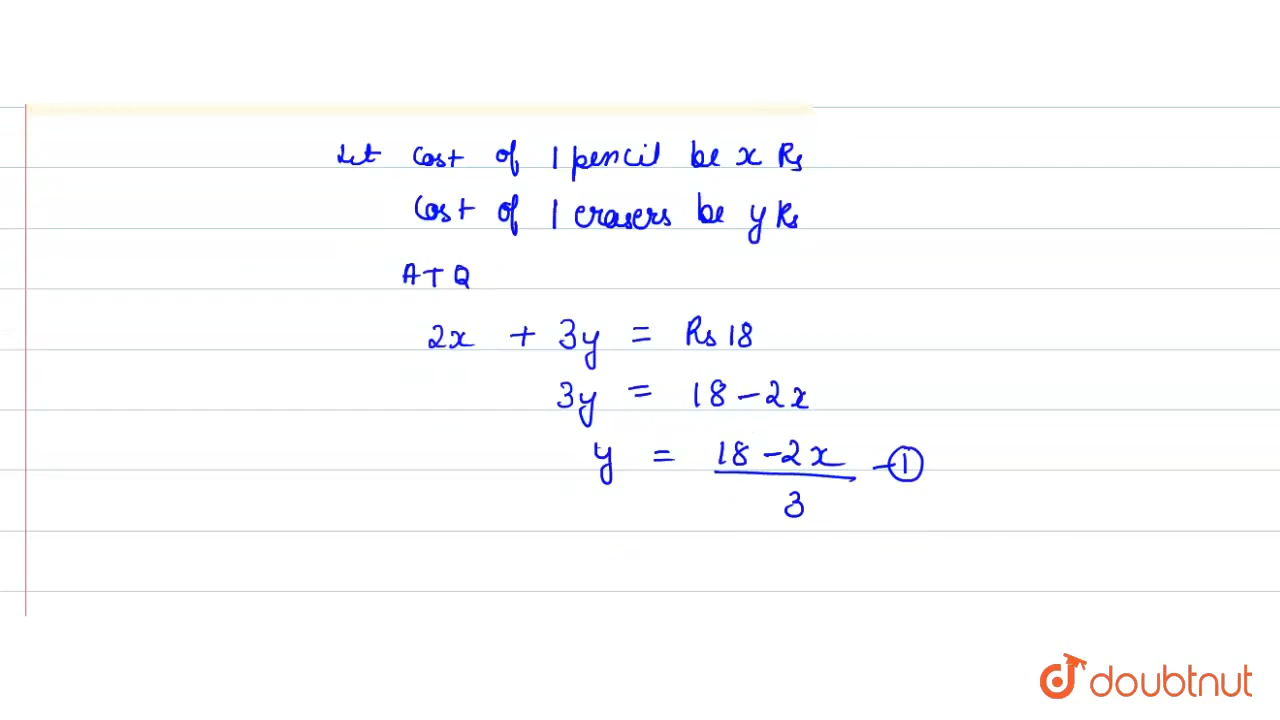 Let cost of 1 pencil be x Rs
Cost of 1 erasers be y Rs
ATQ
2x + 3y = Rs 18
3y = 18 - 2x
y = 18 - 2x / 3 - ①
doubtnut